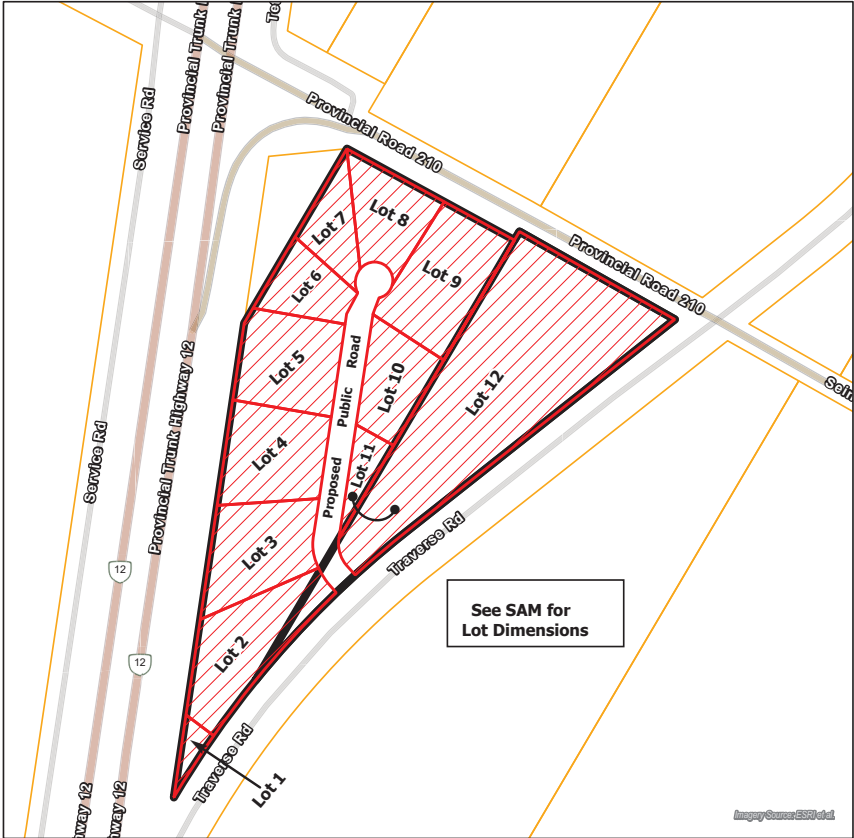 Provincial Trunk
Provincial Trunk
Service Rd
Provincial Road 210
Lot 7
Lot 8
Lot 6
Lot 9
Provincial Road 210
Lot 5
Proposed Public Road
Lot 10
Lot 12
Provincial Trunk Highway 12
Service Rd
Lot 4
Lot 11
Lot 3
Traverse Rd
12
12
See SAM for
Lot Dimensions
Lot 2
Traverse Rd
Lot 1
way 12
way 12
Imagery Source: ESRI et al.